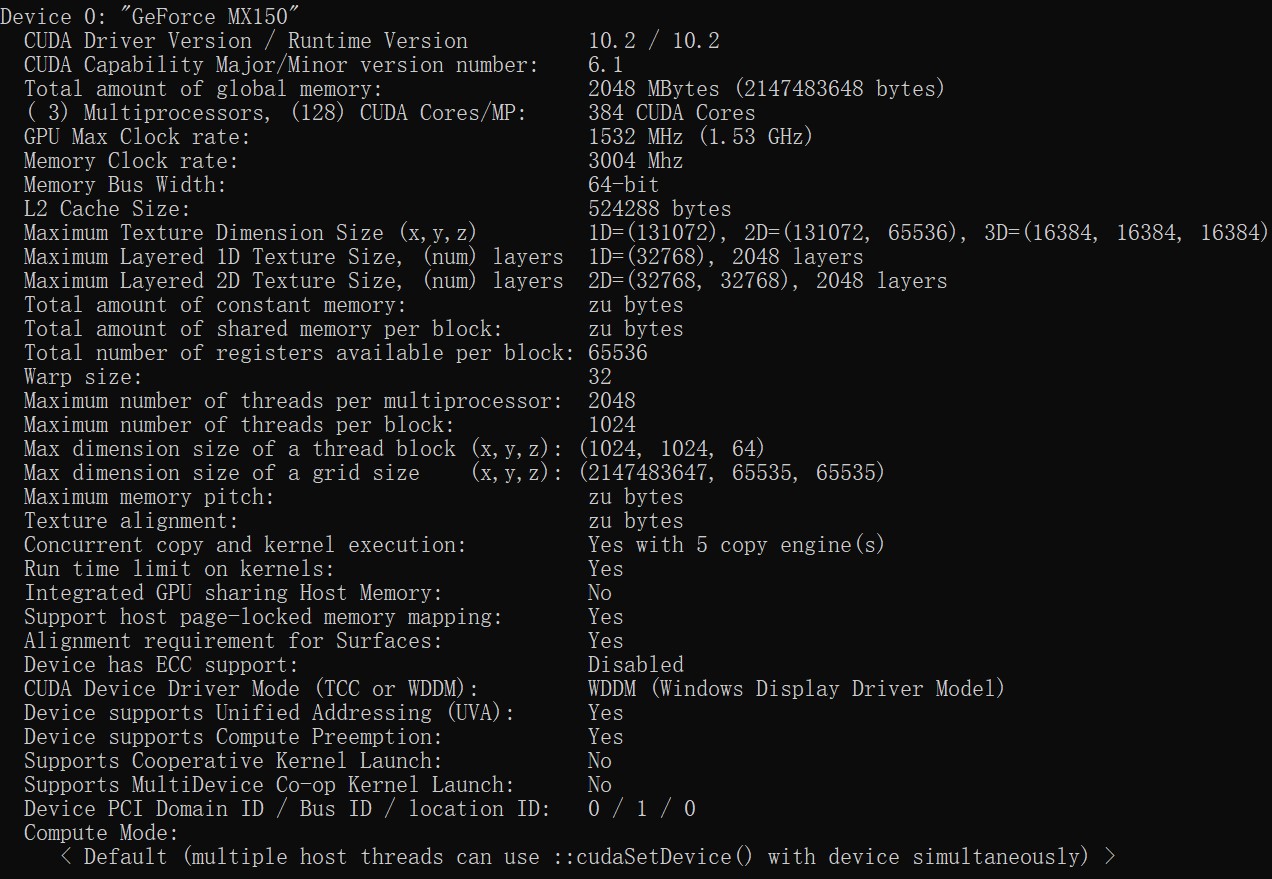 Device 0: "GeForce MX150"
CUDA Driver Version / Runtime Version 10.2 / 10.2
CUDA Capability Major/Minor version number: 6.1
Total amount of global memory: 2048 MBytes (2147483648 bytes)
( 3) Multiprocessors, (128) CUDA Cores/MP: 384 CUDA Cores
GPU Max Clock rate: 1532 MHz (1.53 GHz)
Memory Clock rate: 3004 Mhz
Memory Bus Width: 64-bit
L2 Cache Size: 524288 bytes
Maximum Texture Dimension Size (x,y,z) 1D=(131072), 2D=(131072, 65536), 3D=(16384, 16384, 16384)
Maximum Layered 1D Texture Size, (num) layers 1D=(32768), 2048 layers
Maximum Layered 2D Texture Size, (num) layers 2D=(32768, 32768), 2048 layers
Total amount of constant memory: zu bytes
Total amount of shared memory per block: zu bytes
Total number of registers available per block: 65536
Warp size: 32
Maximum number of threads per multiprocessor: 2048
Maximum number of threads per block: 1024
Max dimension size of a thread block (x,y,z): (1024, 1024, 64)
Max dimension size of a grid size (x,y,z): (2147483647, 65535, 65535)
Maximum memory pitch: zu bytes
Texture alignment: zu bytes
Concurrent copy and kernel execution: Yes with 5 copy engine(s)
Run time limit on kernels: Yes
Integrated GPU sharing Host Memory: No
Support host page-locked memory mapping: Yes
Alignment requirement for Surfaces: Yes
Device has ECC support: Disabled
CUDA Device Driver Mode (TCC or WDDM): WDDM (Windows Display Driver Model)
Device supports Unified Addressing (UVA): Yes
Device supports Compute Preemption: Yes
Supports Cooperative Kernel Launch: No
Supports MultiDevice Co-op Kernel Launch: No
Device PCI Domain ID / Bus ID / location ID: 0 / 1 / 0
Compute Mode:
< Default (multiple host threads can use ::cudaSetDevice() with device simultaneously) >